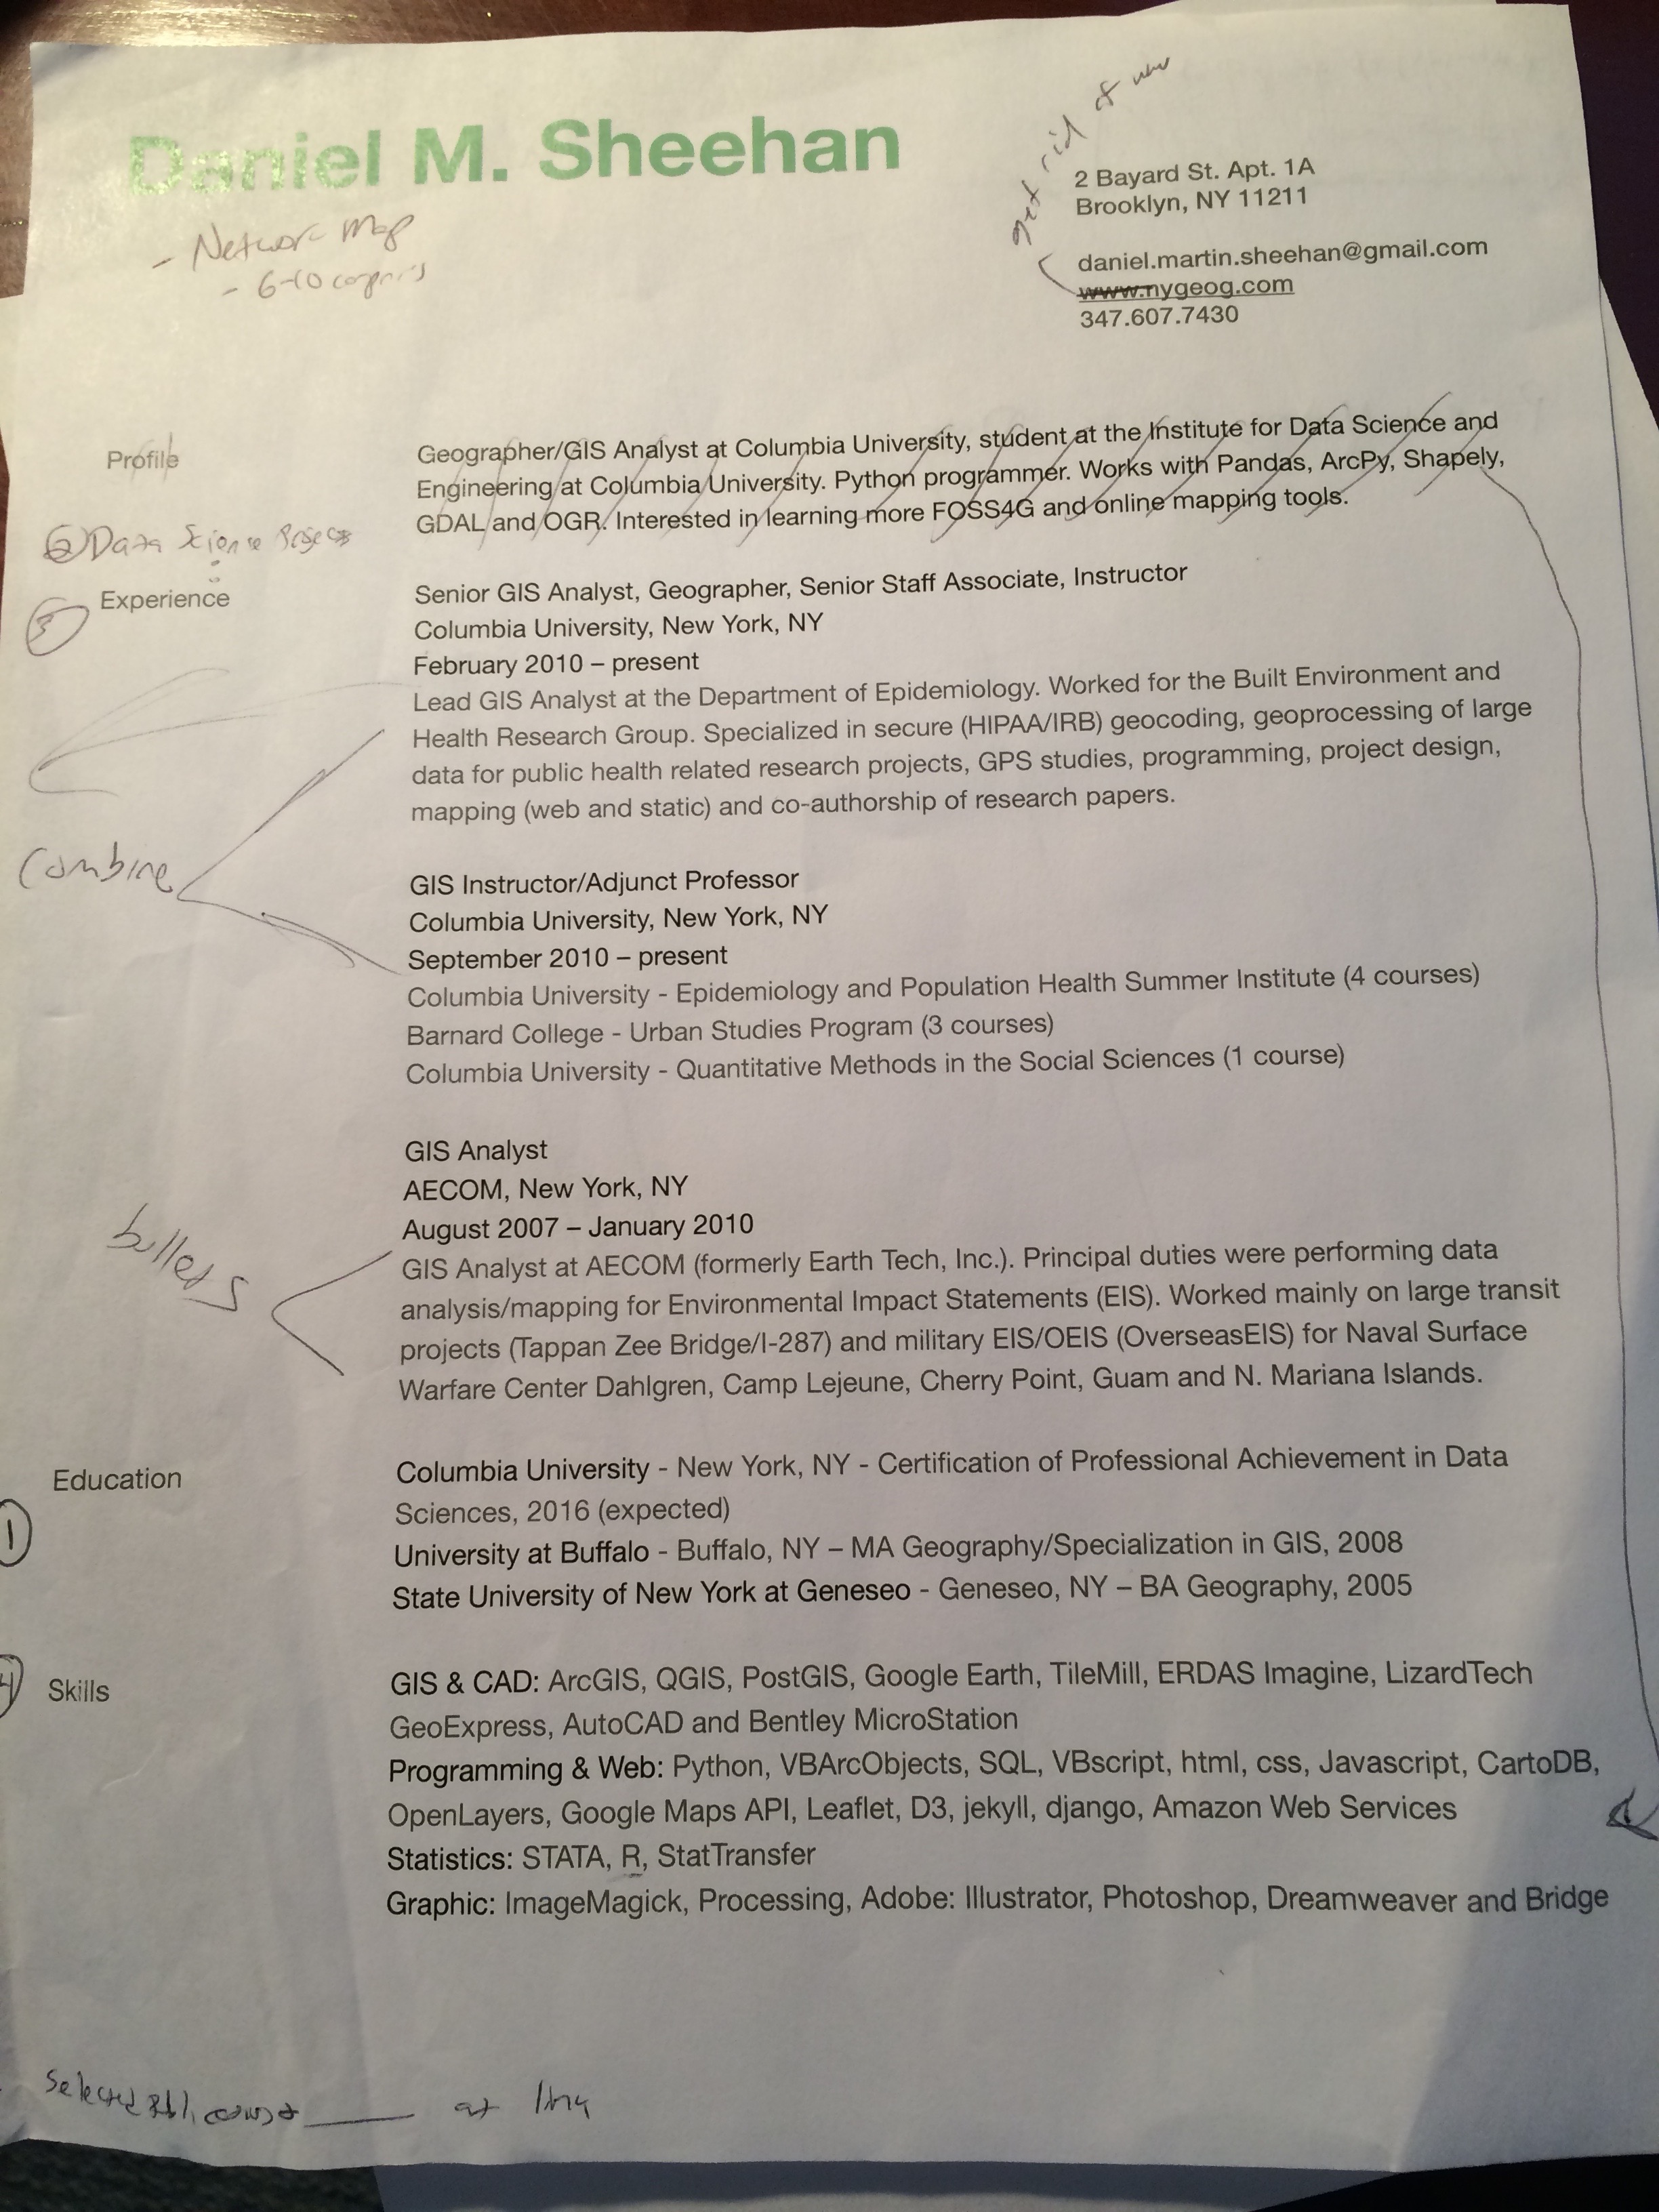 get rid of www
Daniel M. Sheehan
2 Bayard St. Apt. 1A
Brooklyn, NY 11211
- Network Map
- 6-10
daniel.martin.sheehan@gmail.com
www.nygeog.com
347.607.7430
Profile
Geographer/GIS Analyst at Columbia University, student at the Institute for Data Science and
Engineering at Columbia University. Python programmer. Works with Pandas, ArcPy, Shapely,
GDAL and OGR. Interested in learning more FOSS4G and online mapping tools.
2 Data Science Projects
Experience
3
Senior GIS Analyst, Geographer, Senior Staff Associate, Instructor
Columbia University, New York, NY
February 2010 – present
Lead GIS Analyst at the Department of Epidemiology. Worked for the Built Environment and
Health Research Group. Specialized in secure (HIPAA/IRB) geocoding, geoprocessing of large
data for public health related research projects, GPS studies, programming, project design,
mapping (web and static) and co-authorship of research papers.
Combine
GIS Instructor/Adjunct Professor
Columbia University, New York, NY
September 2010 – present
Columbia University - Epidemiology and Population Health Summer Institute (4 courses)
Barnard College - Urban Studies Program (3 courses)
Columbia University - Quantitative Methods in the Social Sciences (1 course)
GIS Analyst
AECOM, New York, NY
August 2007 – January 2010
bullets
GIS Analyst at AECOM (formerly Earth Tech, Inc.). Principal duties were performing data
analysis/mapping for Environmental Impact Statements (EIS). Worked mainly on large transit
projects (Tappan Zee Bridge/I-287) and military EIS/OEIS (OverseasEIS) for Naval Surface
Warfare Center Dahlgren, Camp Lejeune, Cherry Point, Guam and N. Mariana Islands.
Education
1
Columbia University - New York, NY - Certification of Professional Achievement in Data
Sciences, 2016 (expected)
University at Buffalo - Buffalo, NY – MA Geography/Specialization in GIS, 2008
State University of New York at Geneseo - Geneseo, NY – BA Geography, 2005
4
Skills
GIS & CAD: ArcGIS, QGIS, PostGIS, Google Earth, TileMill, ERDAS Imagine, LizardTech
GeoExpress, AutoCAD and Bentley MicroStation
Programming & Web: Python, VBArcObjects, SQL, VBscript, html, css, Javascript, CartoDB,
OpenLayers, Google Maps API, Leaflet, D3, jekyll, django, Amazon Web Services
Statistics: STATA, R, StatTransfer
Graphic: ImageMagick, Processing, Adobe: Illustrator, Photoshop, Dreamweaver and Bridge
Selected at